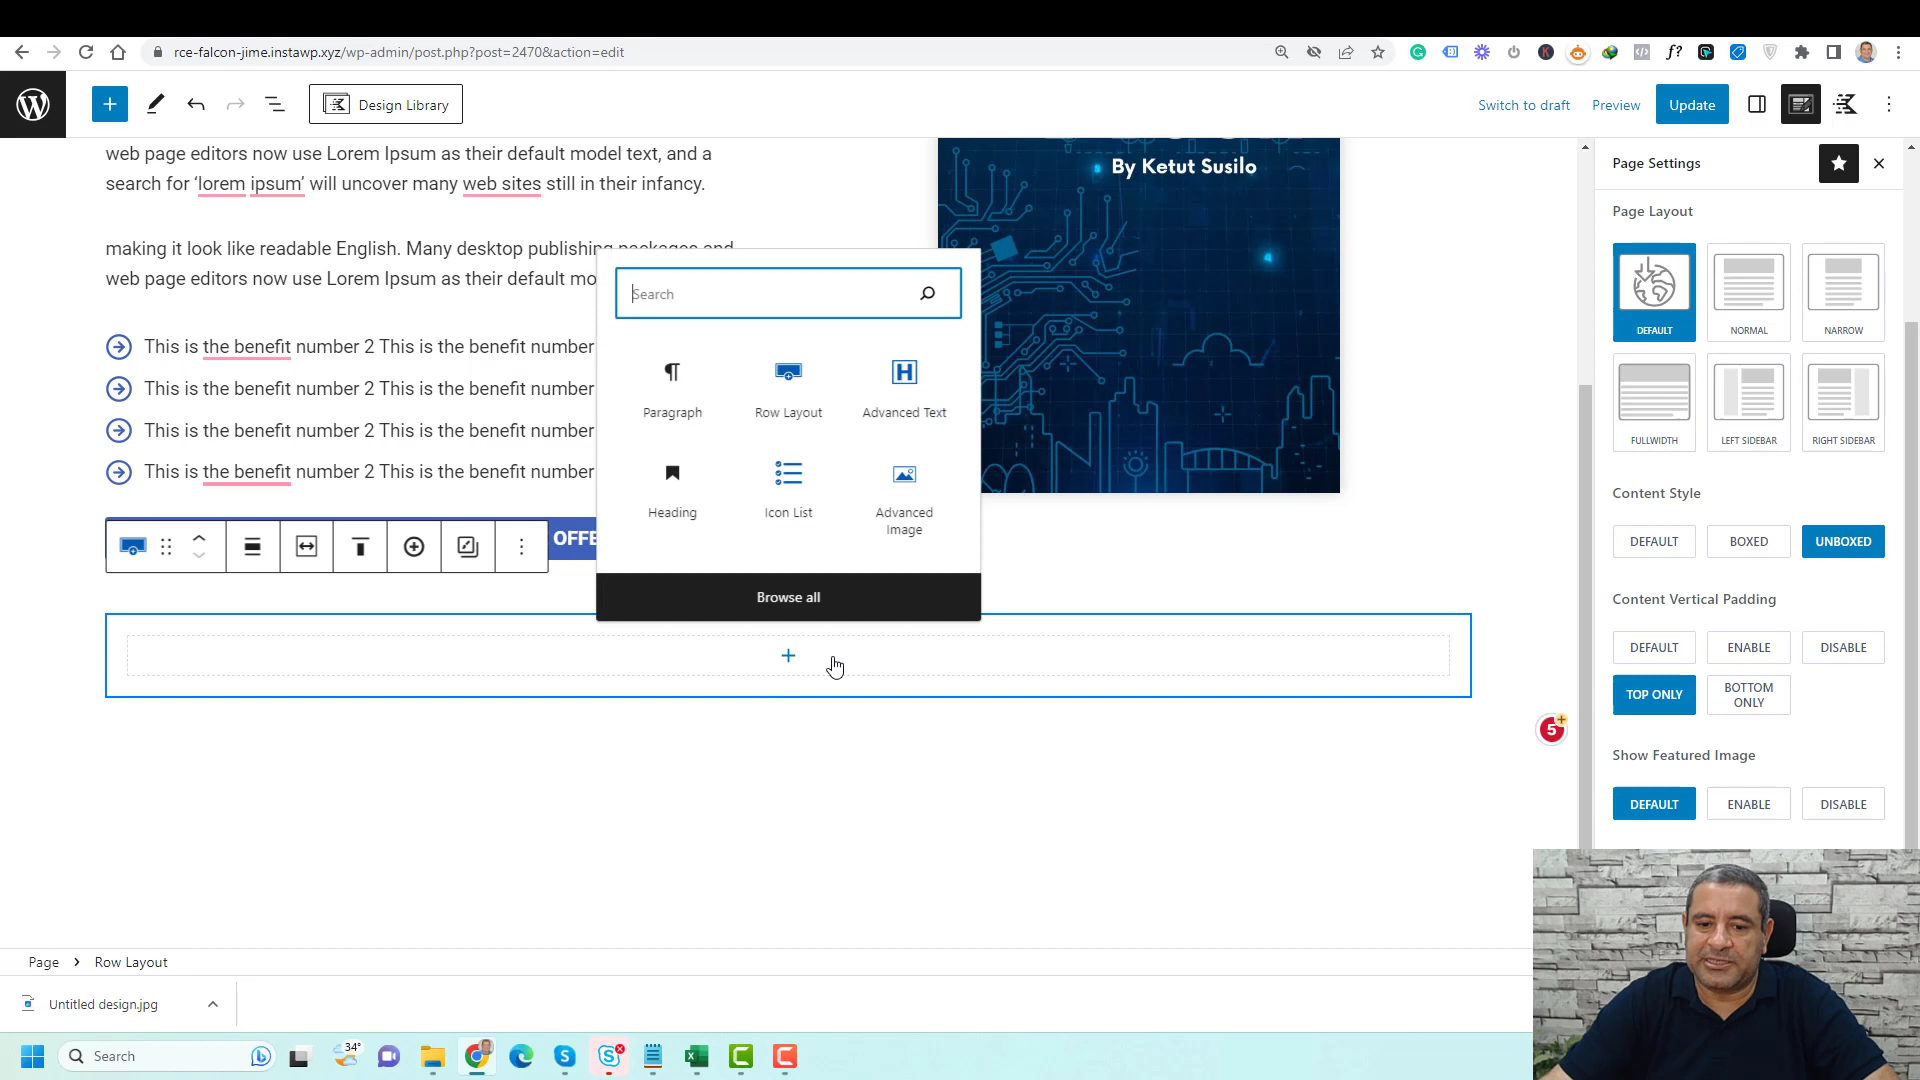 rce-falcon-jime.instawp.xyz/wp-admin/post.php?post=2470&action=edit
Design Library
Switch to draft
Preview
Update
web page editors now use Lorem Ipsum as their default model text, and a
search for ‘lorem ipsum’ will uncover many web sites still in their infancy.
making it look like readable English. Many desktop publishing packages and
web page editors now use Lorem Ipsum as their default mo
This is the benefit number 2 This is the benefit number
This is the benefit number 2 This is the benefit number
This is the benefit number 2 This is the benefit number
This is the benefit number 2 This is the benefit number
OFFE
By Ketut Susilo
Search
Paragraph
Row Layout
Advanced Text
Heading
Icon List
Advanced
Image
Browse all
Page Settings
Page Layout
DEFAULT
NORMAL
NARROW
FULLWIDTH
LEFT SIDEBAR
RIGHT SIDEBAR
Content Style
DEFAULT
BOXED
UNBOXED
Content Vertical Padding
DEFAULT
ENABLE
DISABLE
TOP ONLY
BOTTOM
ONLY
Show Featured Image
DEFAULT
ENABLE
DISABLE
5
Page
Row Layout
Untitled design.jpg
Search
34°